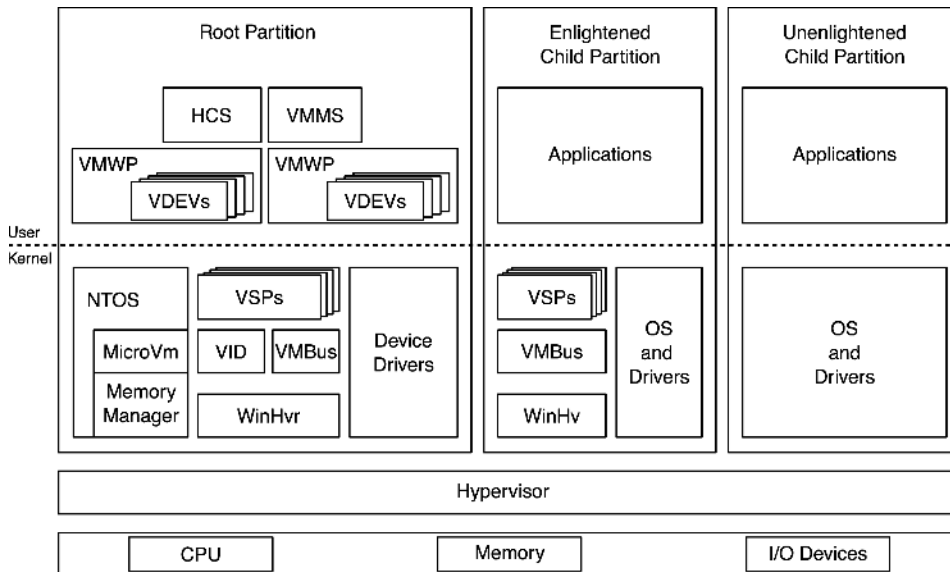 Root Partition
Enlightened
Child Partition
Unenlightened
Child Partition
HCS
VMMS
VMWP
VDEVs
VMWP
VDEVs
Applications
Applications
User
Kernel
NTOS
MicroVm
Memory
Manager
VSPs
VID
VMBus
WinHvr
Device
Drivers
VSPs
VMBus
WinHv
OS
and
Drivers
OS
and
Drivers
Hypervisor
CPU
Memory
I/O Devices